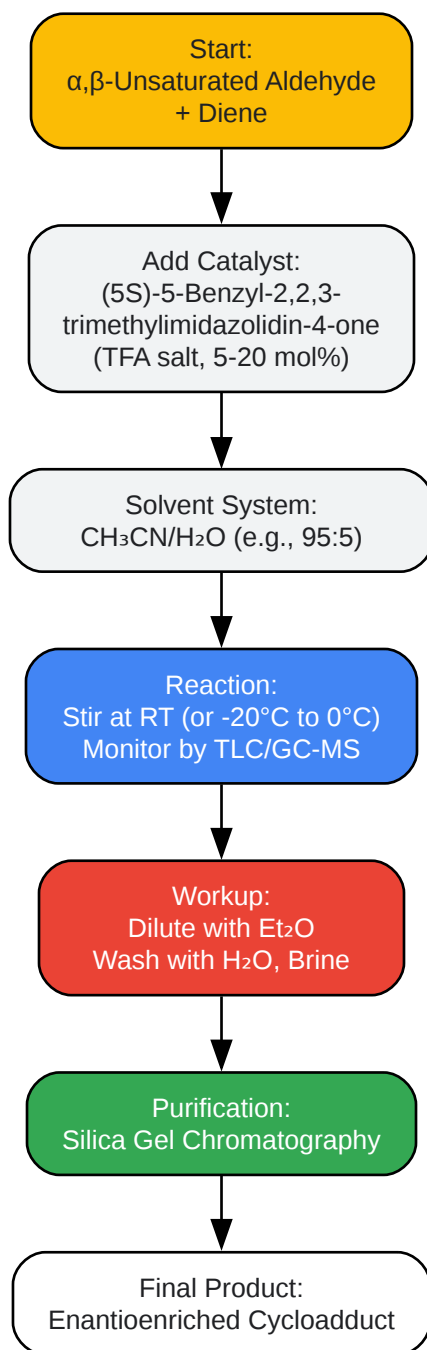 Start:
α,β-Unsaturated Aldehyde
+ Diene
Add Catalyst:
(5S)-5-Benzyl-2,2,3-
trimethylimidazolidin-4-one
(TFA salt, 5-20 mol%)
Solvent System:
CH₃CN/H₂O (e.g., 95:5)
Reaction:
Stir at RT (or -20°C to 0°C)
Monitor by TLC/GC-MS
Workup:
Dilute with Et₂O
Wash with H₂O, Brine
Purification:
Silica Gel Chromatography
Final Product:
Enantioenriched Cycloadduct